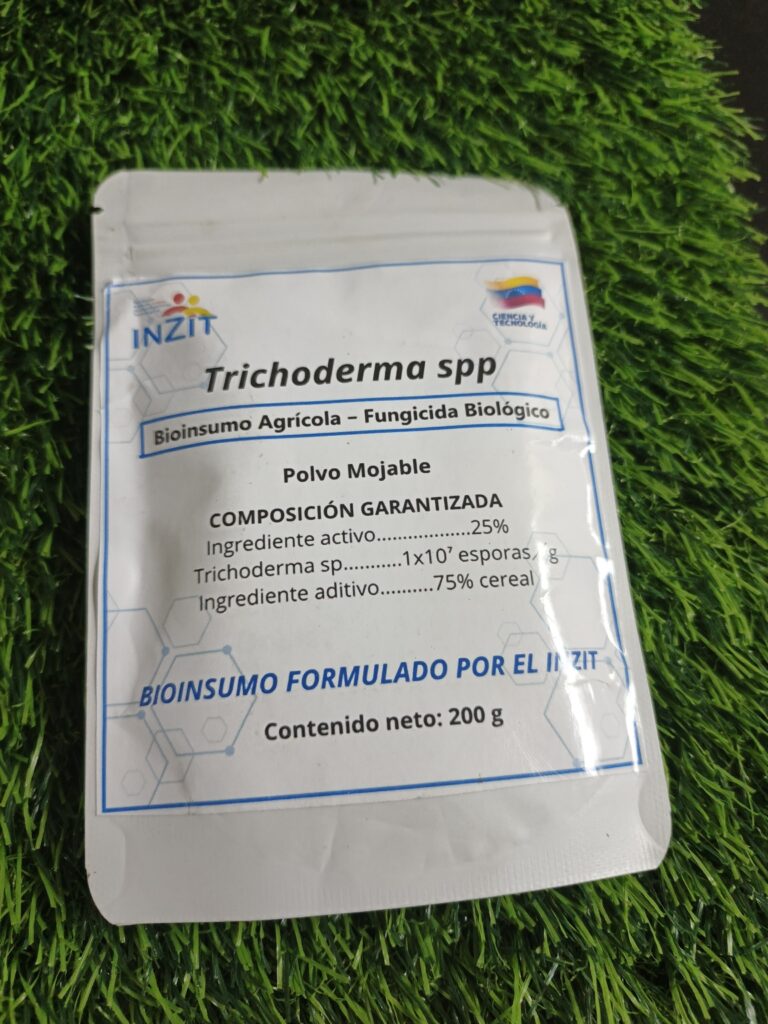 INZIT
CIENCIA Y
TECNOLOGÍA
Trichoderma spp
Bioinsumo Agrícola – Fungicida Biológico
Polvo Mojable
COMPOSICIÓN GARANTIZADA
Ingrediente activo..................25%
Trichoderma sp...........1x10⁷ esporas/g
Ingrediente aditivo..........75% cereal
BIOINSUMO FORMULADO POR EL INZIT
Contenido neto: 200 g